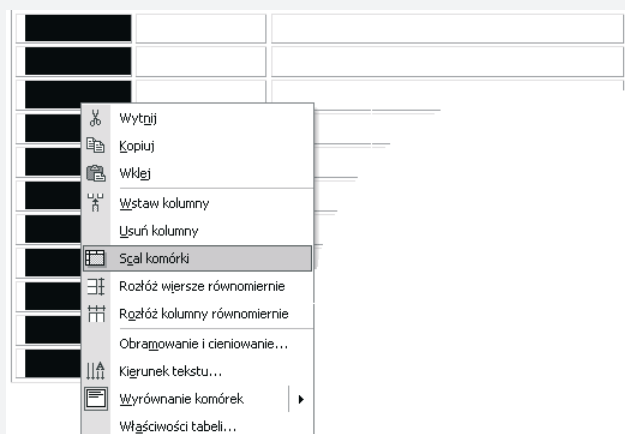 Wytnij
Kopiuj
Wklej
Wstaw kolumny
Usuń kolumny
Scal komórki
Rozłóż wiersze równomiernie
Rozłóż kolumny równomiernie
Obramowanie i cieniowanie...
Kierunek tekstu...
Wyrównanie komórek
Właściwości tabeli...